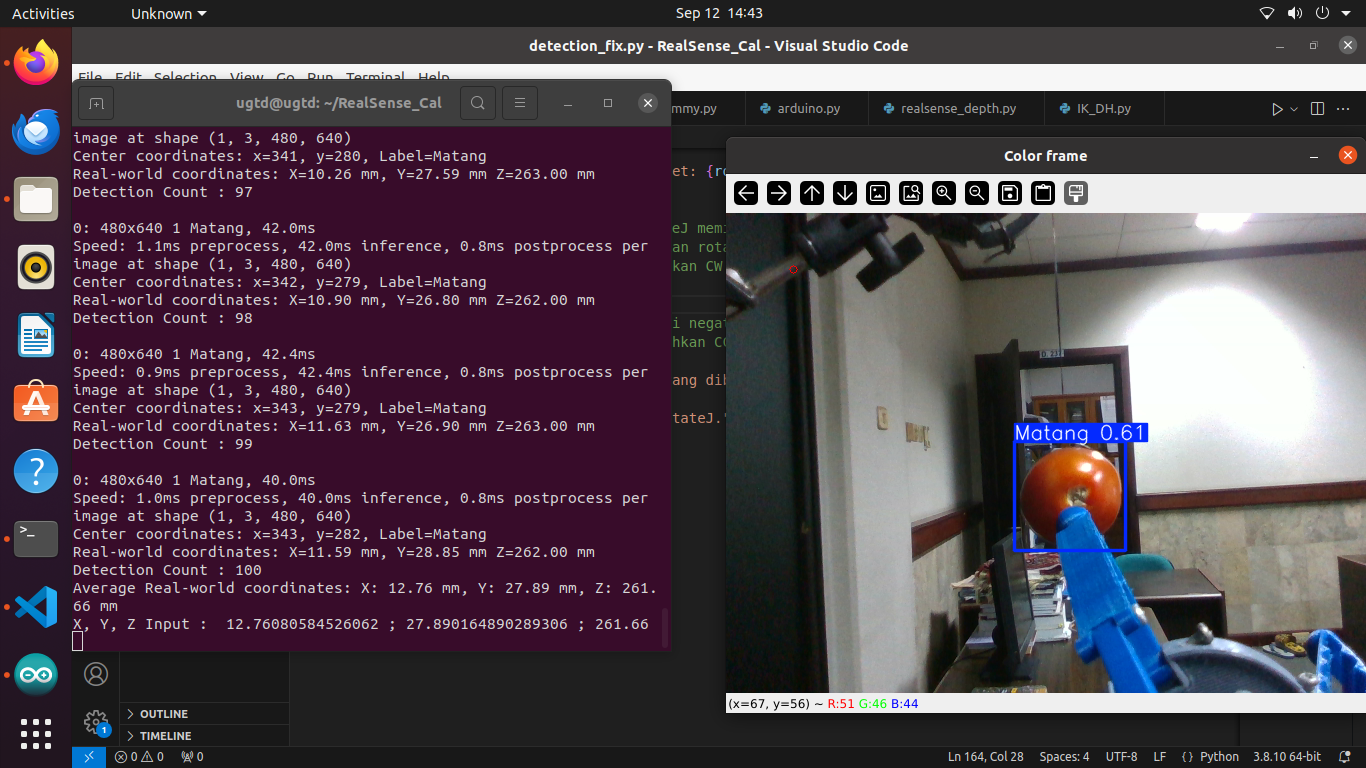 Activities
Unknown
Sep 12 14:43
detection_fix.py - RealSense_Cal - Visual Studio Code
File Edit Selection View Go Run Terminal Help
ugtd@ugtd: ~/RealSense_Cal
mmy.py
arduino.py
realsense_depth.py
IK_DH.py
image at shape (1, 3, 480, 640)
Center coordinates: x=341, y=280, Label=Matang
Real-world coordinates: X=10.26 mm, Y=27.59 mm Z=263.00 mm
Detection Count : 97
0: 480x640 1 Matang, 42.0ms
Speed: 1.1ms preprocess, 42.0ms inference, 0.8ms postprocess per
image at shape (1, 3, 480, 640)
Center coordinates: x=342, y=279, Label=Matang
Real-world coordinates: X=10.90 mm, Y=26.80 mm Z=262.00 mm
Detection Count : 98
0: 480x640 1 Matang, 42.4ms
Speed: 0.9ms preprocess, 42.4ms inference, 0.8ms postprocess per
image at shape (1, 3, 480, 640)
Center coordinates: x=343, y=279, Label=Matang
Real-world coordinates: X=11.63 mm, Y=26.90 mm Z=263.00 mm
Detection Count : 99
0: 480x640 1 Matang, 40.0ms
Speed: 1.0ms preprocess, 40.0ms inference, 0.8ms postprocess per
image at shape (1, 3, 480, 640)
Center coordinates: x=343, y=282, Label=Matang
Real-world coordinates: X=11.59 mm, Y=28.85 mm Z=262.00 mm
Detection Count : 100
Average Real-world coordinates: X: 12.76 mm, Y: 27.89 mm, Z: 261.
66 mm
X, Y, Z Input :  12.76080584526062 ; 27.890164890289306 ; 261.66
et: {ro
eJ memi
an rota
kan CW
i negat
hkan CC
ang dib
tateJ."
Color frame
Matang 0.61
(x=67, y=56) ~ R:51 G:46 B:44
OUTLINE
TIMELINE
1
0 0
0
Ln 164, Col 28
Spaces: 4
UTF-8
LF
Python
3.8.10 64-bit